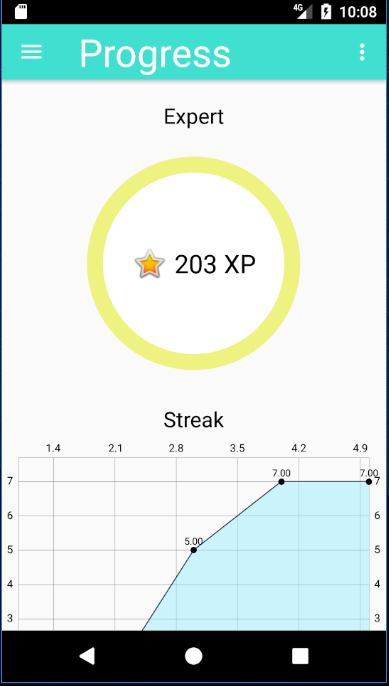 4G 10:08
Progress
Expert
203 XP
Streak
1.4 2.1 2.8 3.5 4.2 4.9
7.00 7.00
7 7
6 6
5.00
5 5
4 4
3 3